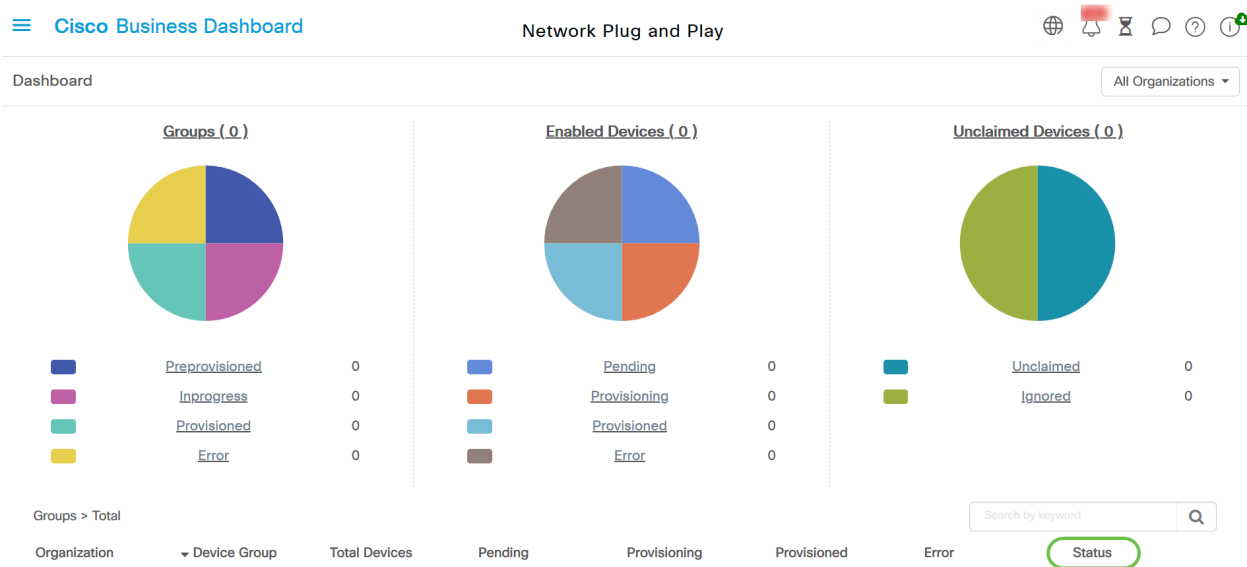 Cisco Business Dashboard
Network Plug and Play
Dashboard
All Organizations
Groups ( 0 )
Enabled Devices ( 0 )
Unclaimed Devices ( 0 )
Preprovisioned 0
Inprogress 0
Provisioned 0
Error 0
Pending 0
Provisioning 0
Provisioned 0
Error 0
Unclaimed 0
Ignored 0
Groups > Total
Search by keyword
Organization Device Group Total Devices Pending Provisioning Provisioned Error Status